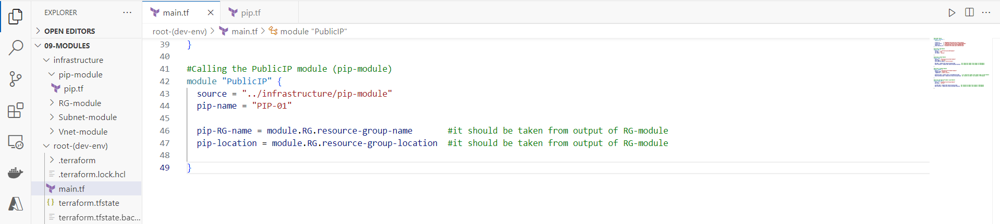 EXPLORER ···
OPEN EDITORS
09-MODULES
infrastructure
pip-module
pip.tf
RG-module
Subnet-module
Vnet-module
root-(dev-env)
.terraform
.terraform.lock.hcl
main.tf
{} terraform.tfstate
terraform.tfstate.bac...
main.tf
pip.tf
root-(dev-env) > main.tf > module "PublicIP"
39 }
40
41 #Calling the PublicIP module (pip-module)
42 module "PublicIP" {
43 source = "../infrastructure/pip-module"
44 pip-name = "PIP-01"
45
46 pip-RG-name = module.RG.resource-group-name #it should be taken from output of RG-module
47 pip-location = module.RG.resource-group-location #it should be taken from output of RG-module
48
49 }